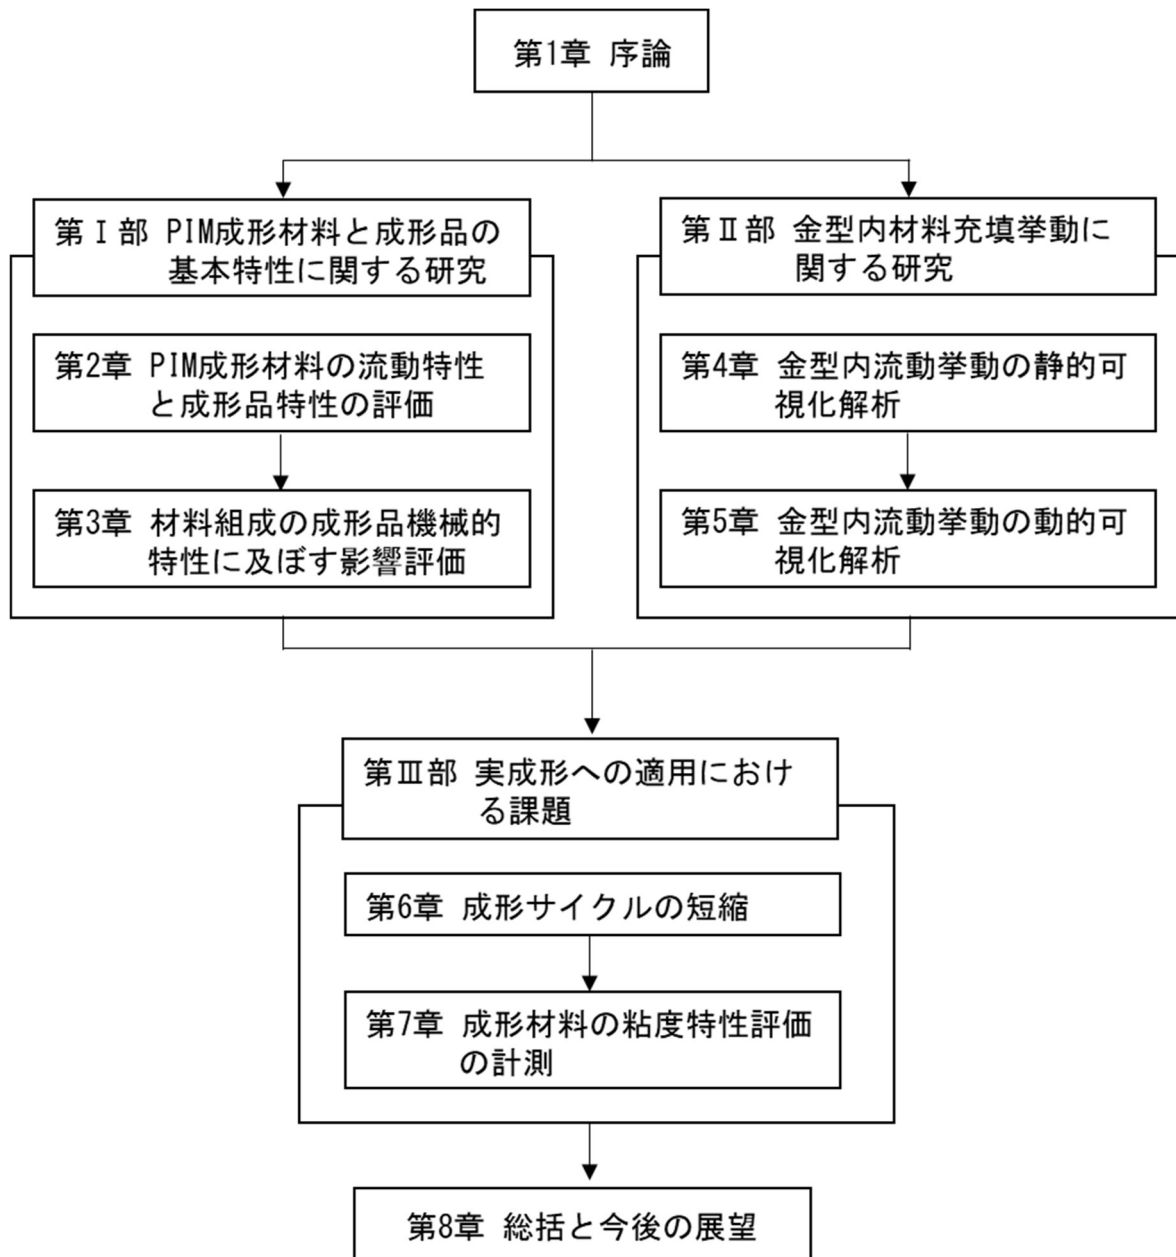 第1章 序論
第Ⅰ部 PIM成形材料と成形品の
基本特性に関する研究
第2章 PIM成形材料の流動特性
と成形品特性の評価
第3章 材料組成の成形品機械的
特性に及ぼす影響評価
第Ⅱ部 金型内材料充填挙動に
関する研究
第4章 金型内流動挙動の静的可
視化解析
第5章 金型内流動挙動の動的可
視化解析
第Ⅲ部 実成形への適用におけ
る課題
第6章 成形サイクルの短縮
第7章 成形材料の粘度特性評価
の計測
第8章 総括と今後の展望